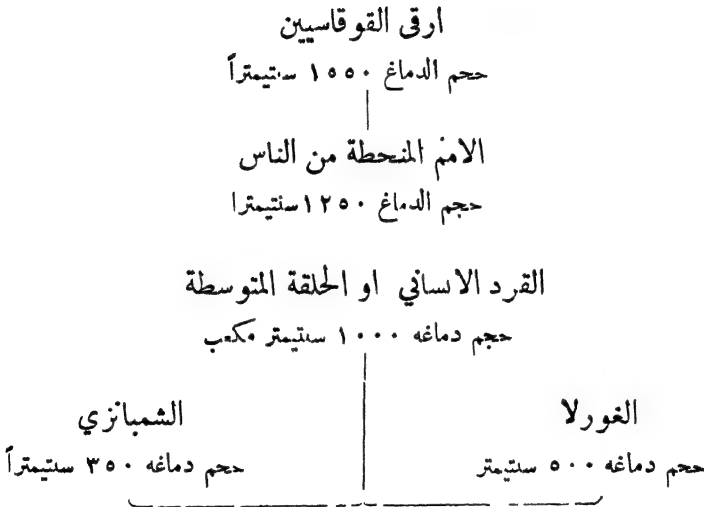 ارقى القوقاسيين
حجم الدماغ ١٥٥٠ سنتيمتراً
الامم المنحطة من الناس
حجم الدماغ ١٢٥٠ سنتيمترا
القرد الانساني او الحلقة المتوسطة
حجم دماغه ١٠٠٠ سنتيمتر مكعب
الغورلا
الشمبانزي
حجم دماغه ٥٠٠ سنتيمتر
حجم دماغه ٣٥٠ سنتيمتراً